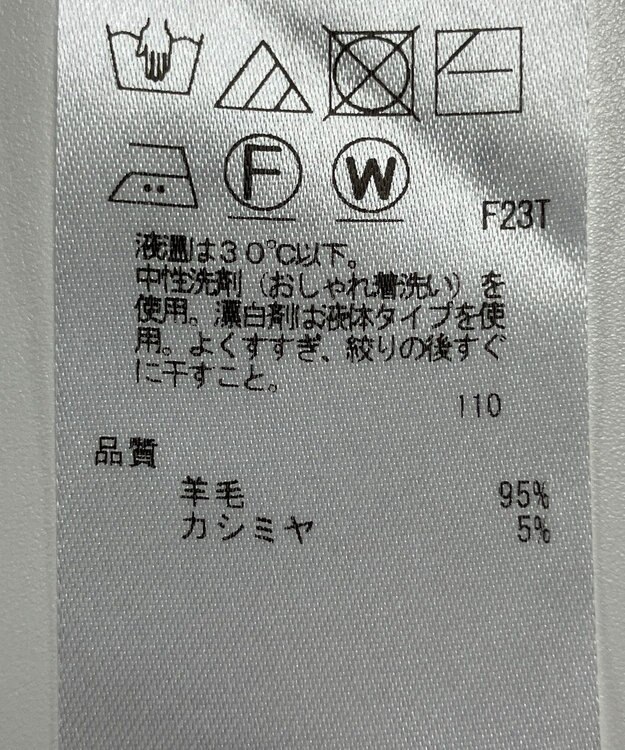 F W
F23T
液温は30℃以下。
中性洗剤(おしゃれ着洗い)を
使用。漂白剤は液体タイプを使
用。よくすすぎ、絞りの後すぐ
に干すこと。
110
品質
羊毛 95%
カシミヤ 5%